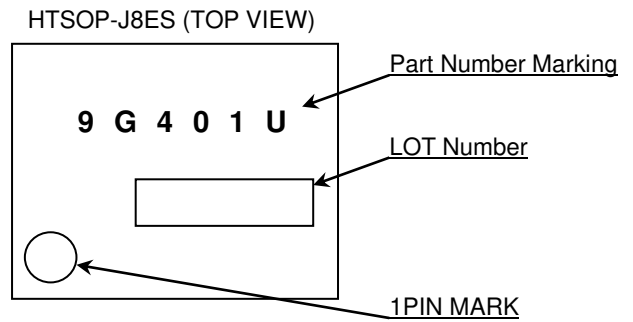 HTSOP-J8ES (TOP VIEW)
Part Number Marking
9 G 4 0 1 U
LOT Number
1PIN MARK